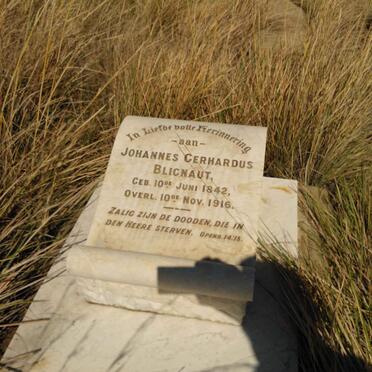 In Liefde volle Herinnering
aan
JOHANNES GERHARDUS
BLIGNAUT,
GEB. 10DE JUNI 1842,
OVERL. 10DE NOV. 1916.
ZALIG ZIJN DE DOODEN, DIE IN
DEN HEERE STERVEN. OPENB. 14:13.